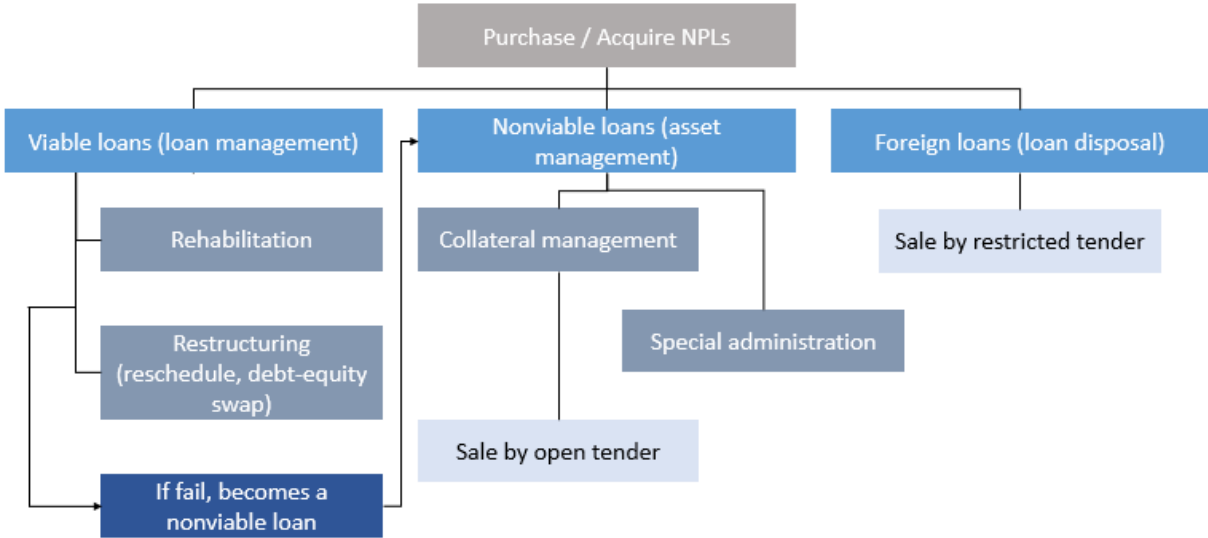 Purchase / Acquire NPLs
Viable loans (loan management)
Nonviable loans (asset
management)
Foreign loans (loan disposal)
Rehabilitation
Collateral management
Sale by restricted tender
Restructuring
(reschedule, debt-equity
swap)
Special administration
Sale by open tender
If fail, becomes a
nonviable loan